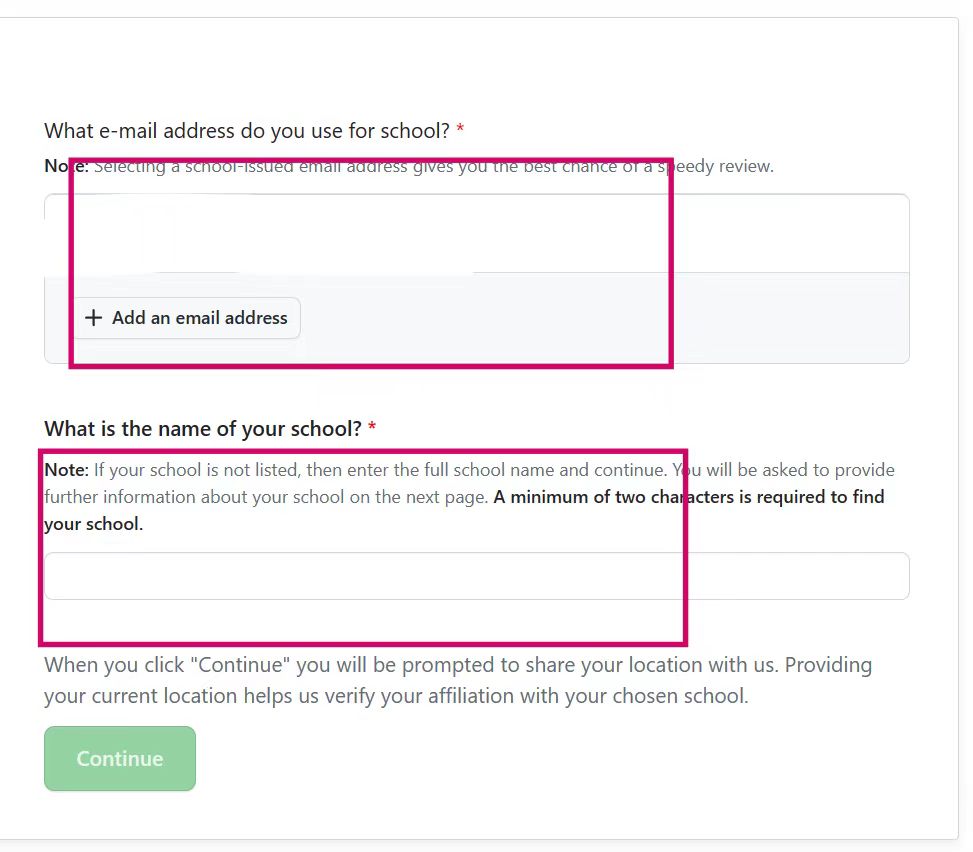 What e-mail address do you use for school? *
Note: Selecting a school-issued email address gives you the best chance of a speedy review.
+ Add an email address
What is the name of your school? *
Note: If your school is not listed, then enter the full school name and continue. You will be asked to provide
further information about your school on the next page. A minimum of two characters is required to find
your school.
When you click "Continue" you will be prompted to share your location with us. Providing
your current location helps us verify your affiliation with your chosen school.
Continue